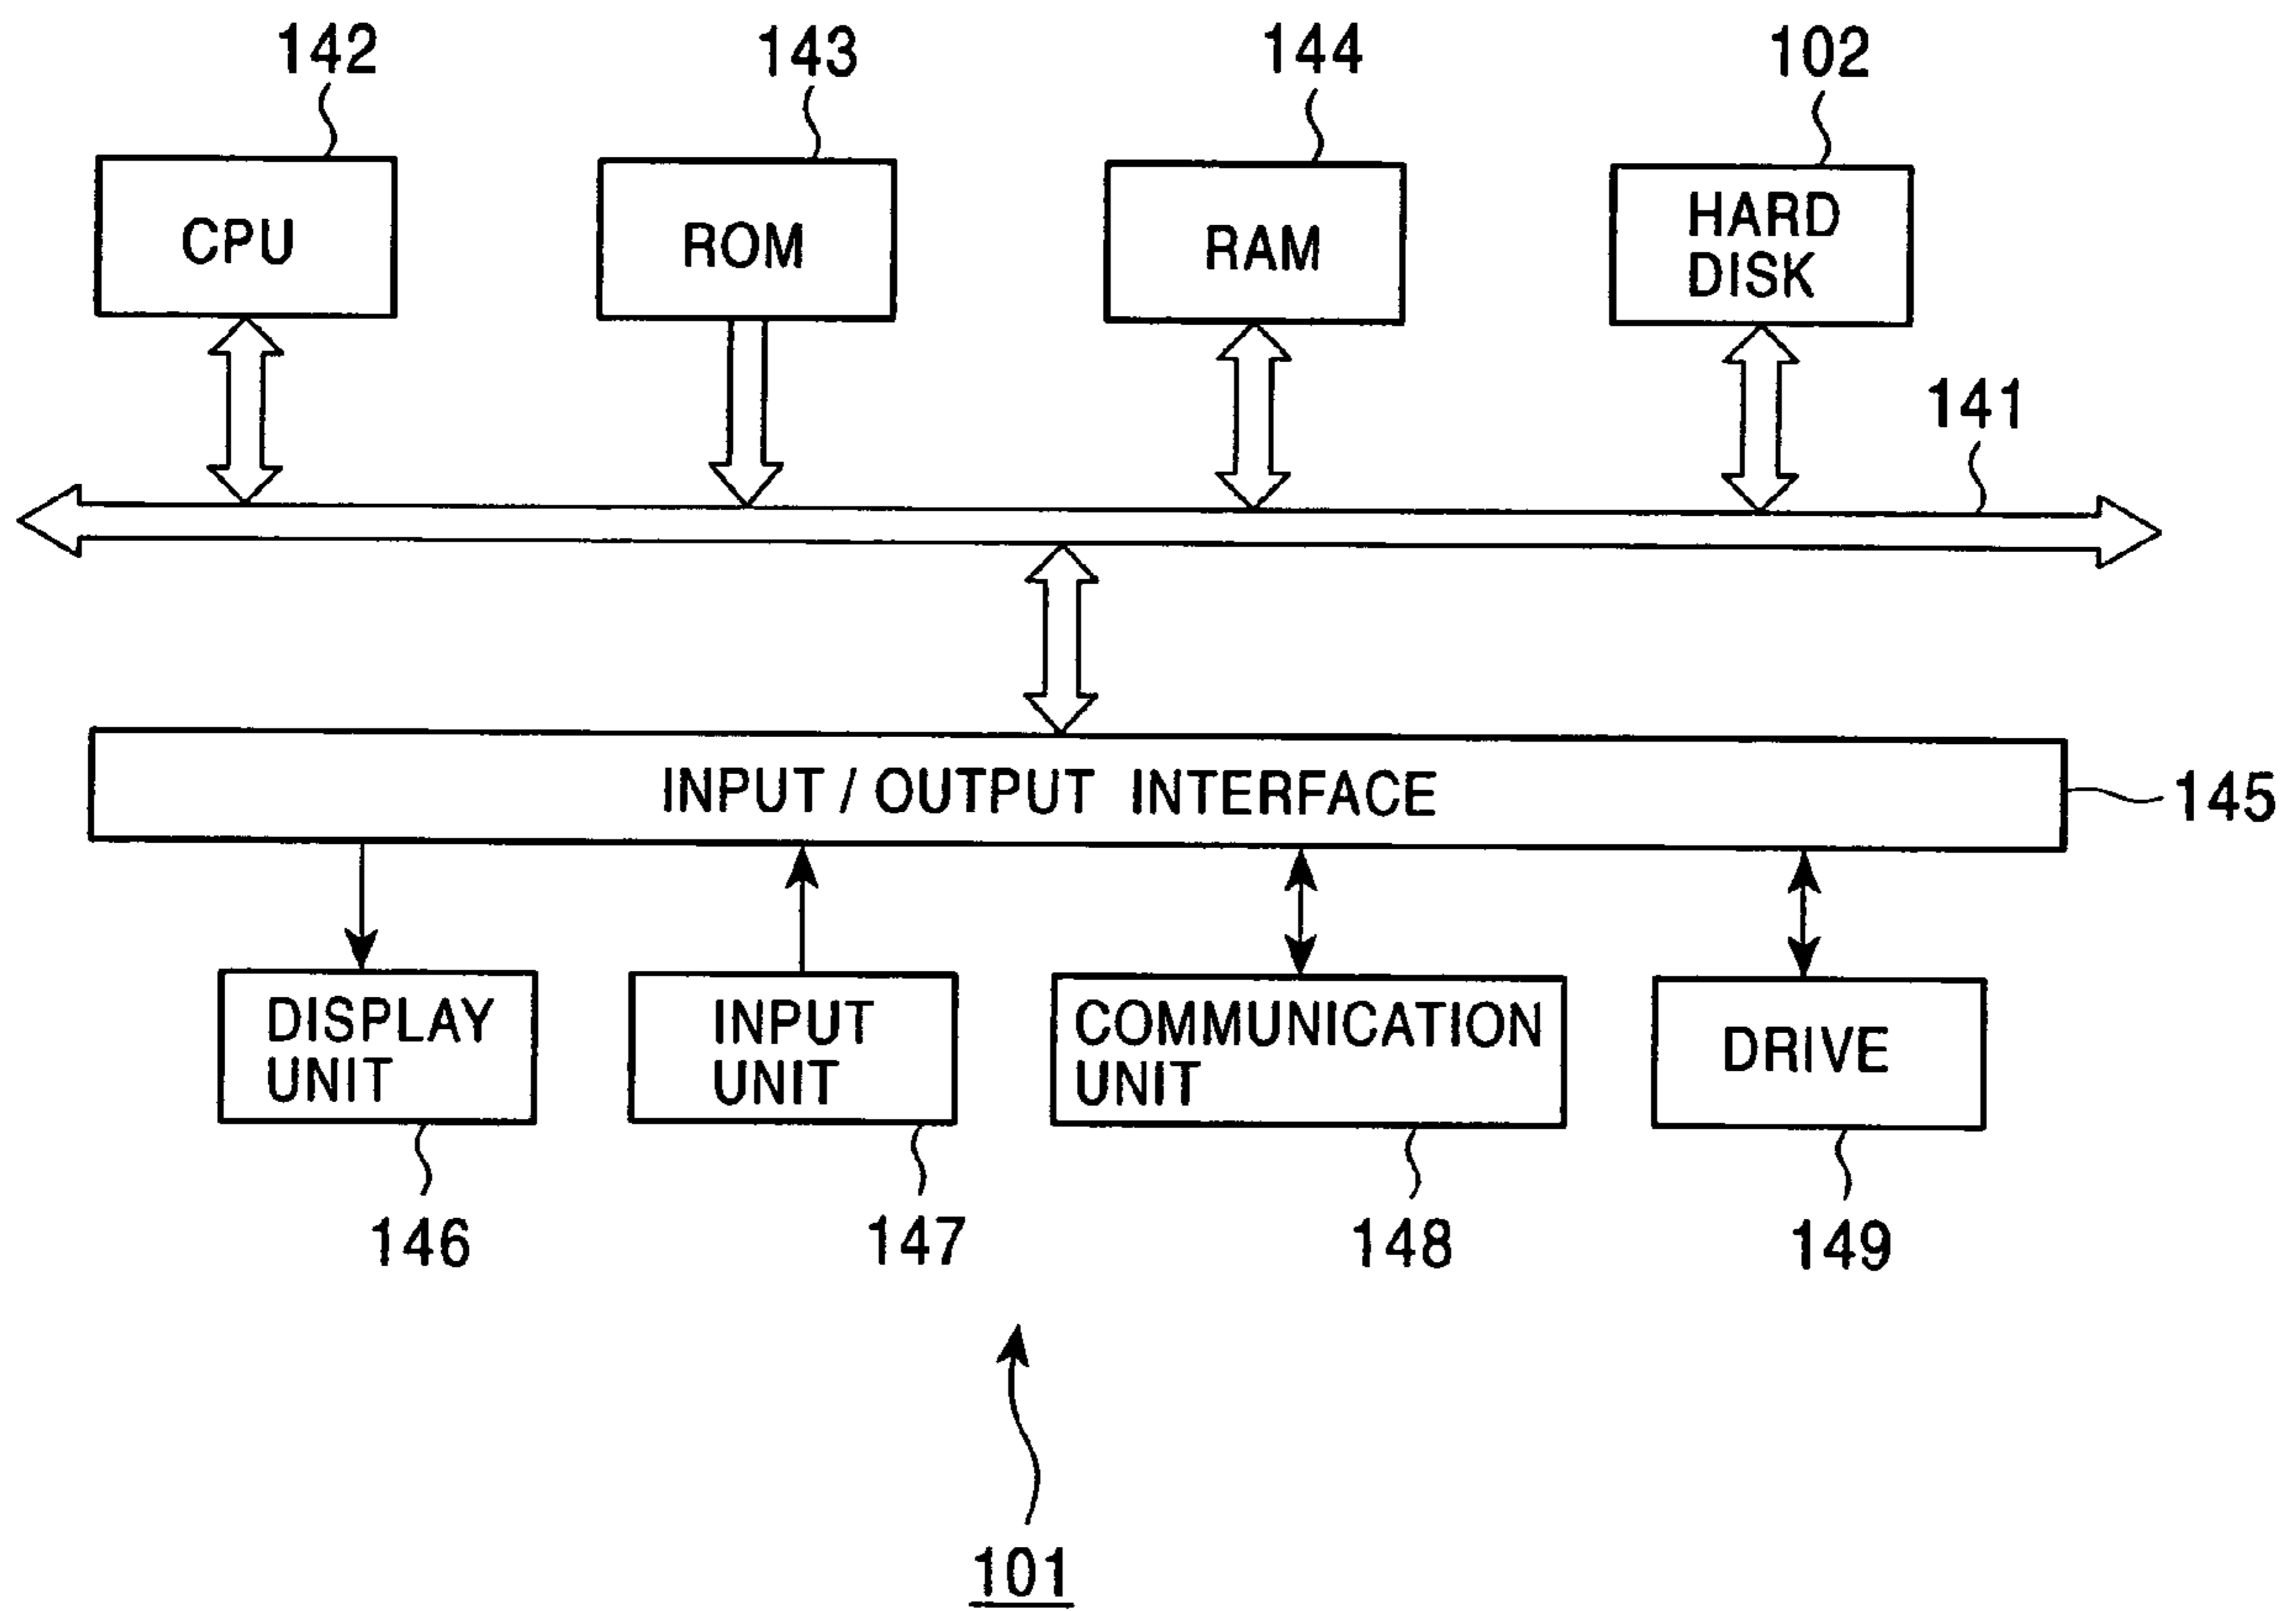 142
143
144
102
CPU
ROM
RAM
HARD
DISK
141
INPUT / OUTPUT INTERFACE
145
DISPLAY
UNIT
INPUT
UNIT
COMMUNICATION
UNIT
DRIVE
146
147
148
149
101